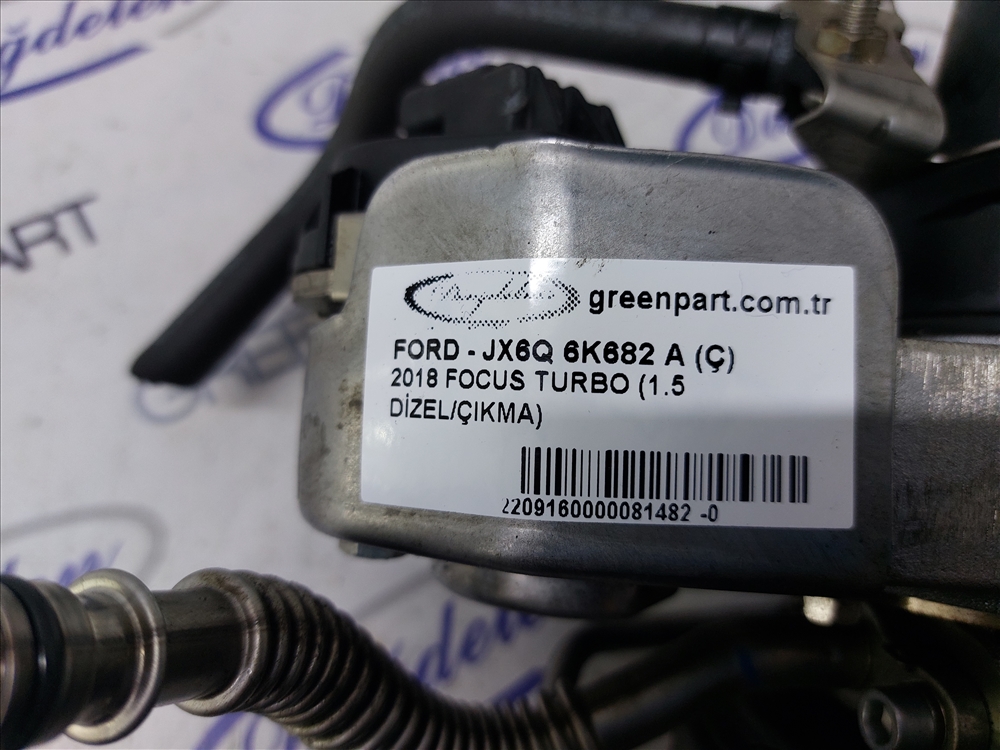 greenpart.com.tr
FORD - JX6Q 6K682 A (Ç)
2018 FOCUS TURBO (1.5
DİZEL/ÇIKMA)
2209160000081482 -0